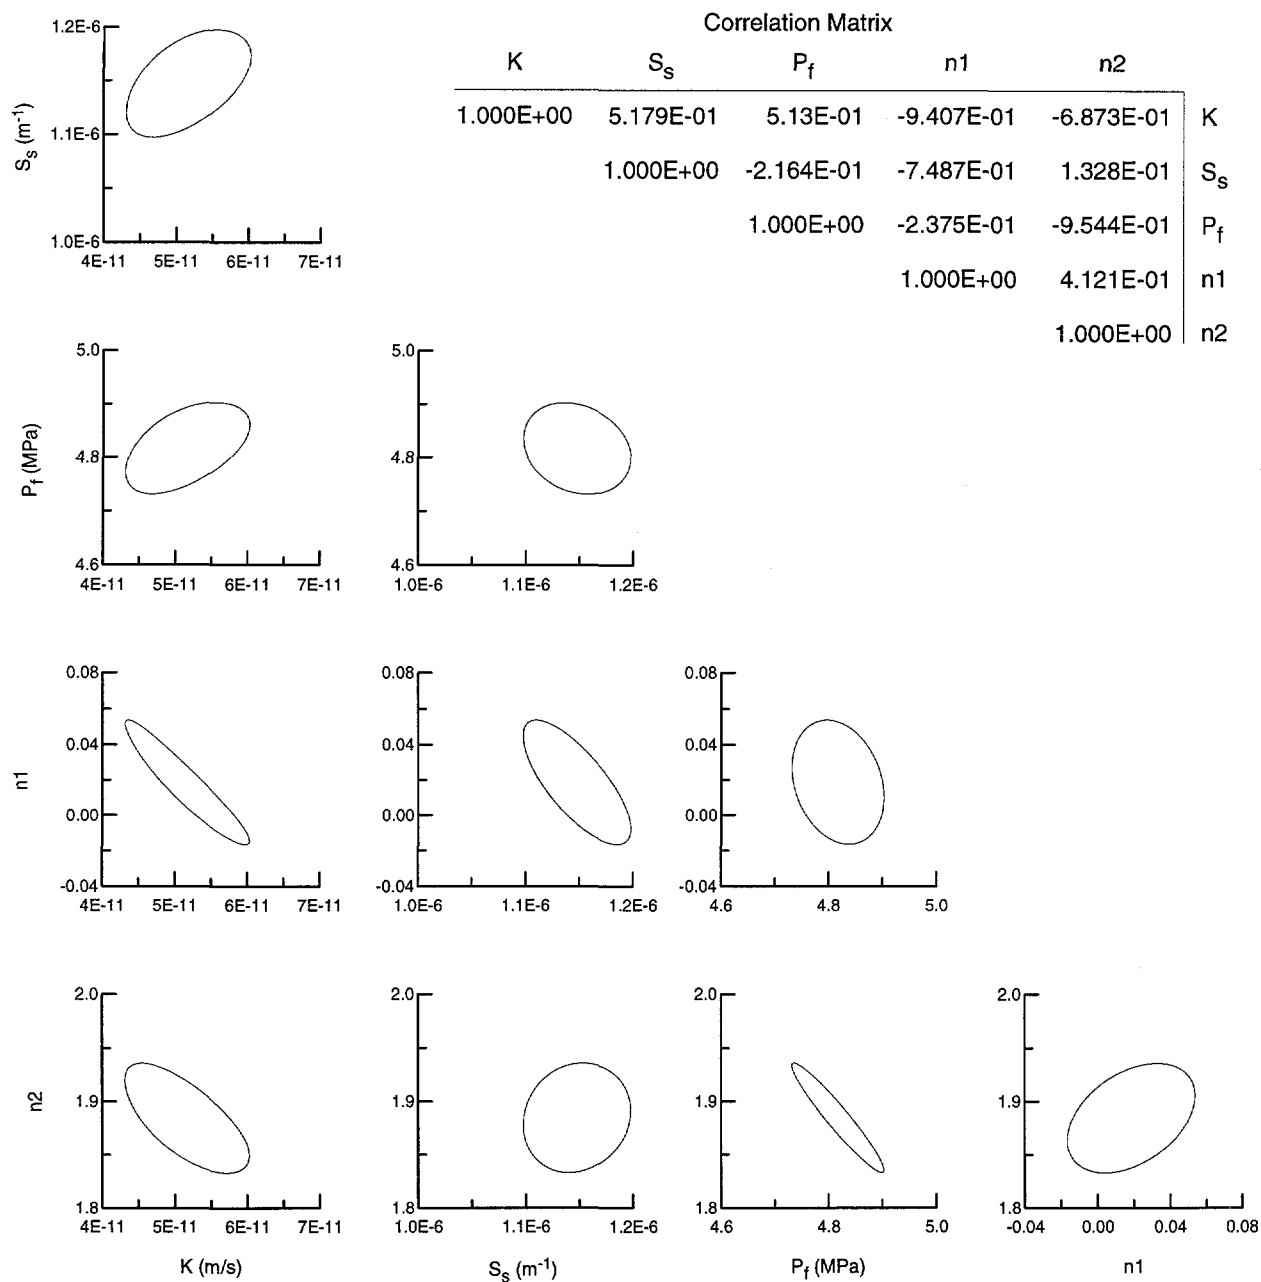 Correlation Matrix
K S_s P_f n1 n2
1.000E+00 5.179E-01 5.13E-01 -9.407E-01 -6.873E-01 K
1.000E+00 -2.164E-01 -7.487E-01 1.328E-01 S_s
1.000E+00 -2.375E-01 -9.544E-01 P_f
1.000E+00 4.121E-01 n1
1.000E+00 n2
1.2E-6
1.1E-6
1.0E-6
S_s (m⁻¹)
4E-11 5E-11 6E-11 7E-11
5.0
4.8
4.6
P_f (MPa)
4E-11 5E-11 6E-11 7E-11
5.0
4.8
4.6
1.0E-6 1.1E-6 1.2E-6
0.08
0.04
0.00
-0.04
n1
4E-11 5E-11 6E-11 7E-11
0.08
0.04
0.00
-0.04
1.0E-6 1.1E-6 1.2E-6
0.08
0.04
0.00
-0.04
4.6 4.8 5.0
2.0
1.9
1.8
n2
4E-11 5E-11 6E-11 7E-11
K (m/s)
2.0
1.9
1.8
1.0E-6 1.1E-6 1.2E-6
S_s (m⁻¹)
2.0
1.9
1.8
4.6 4.8 5.0
P_f (MPa)
2.0
1.9
1.8
-0.04 0.00 0.04 0.08
n1